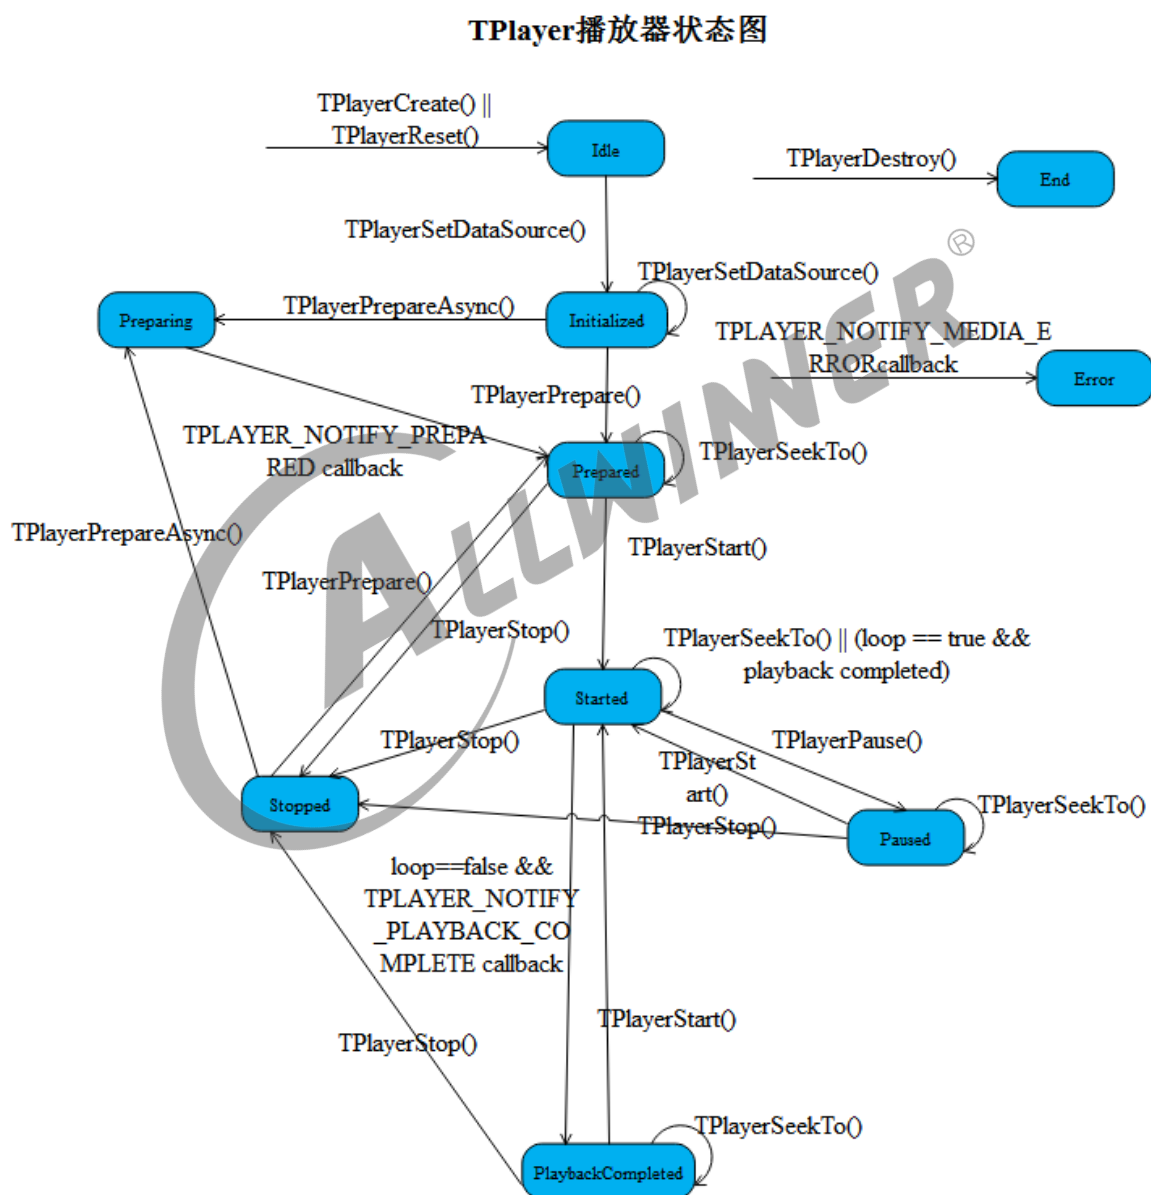 TPlayer播放器状态图
TPlayerCreate() ||
TPlayerReset()
Idle
TPlayerDestroy()
End
TPlayerSetDataSource()
®
TPlayerSetDataSource()
Preparing
TPlayerPrepareAsync()
Initialized
TPLAYER_NOTIFY_MEDIA_E
RRORcallback
Error
TPlayerPrepare()
TPLAYER_NOTIFY_PREPA
RED callback
Prepared
TPlayerSeekTo()
ALLWINNER
TPlayerPrepareAsync()
TPlayerStart()
TPlayerPrepare()
TPlayerStop()
TPlayerSeekTo() || (loop == true &&
playback completed)
Started
TPlayerStop()
TPlayerPause()
TPlayerSt
art()
Stopped
TPlayerStop()
TPlayerSeekTo()
Paused
loop==false &&
TPLAYER_NOTIFY
_PLAYBACK_CO
MPLETE callback
TPlayerStart()
TPlayerStop()
TPlayerSeekTo()
PlaybackCompleted